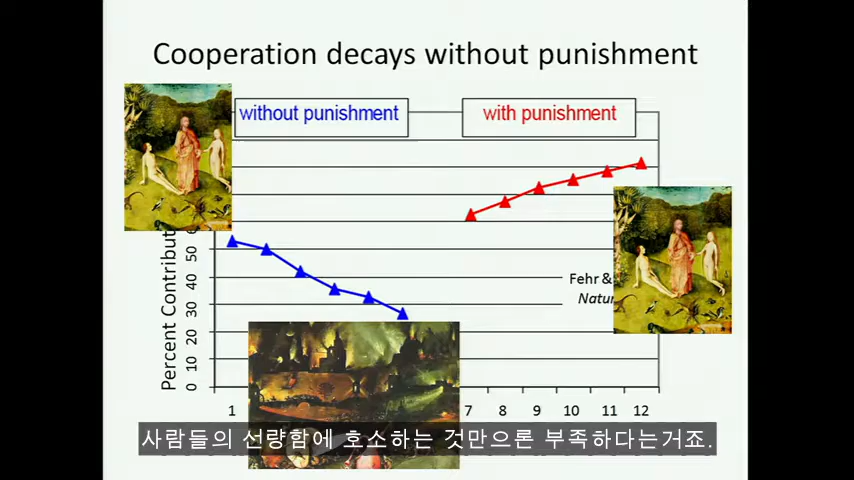 Cooperation decays without punishment
without punishment
with punishment
Percent
50
40
30
20
10
0
Fehr &
1
7
8
9
10
11
12
사람들의 선량함에 호소하는 것만으론 부족하다는거죠.